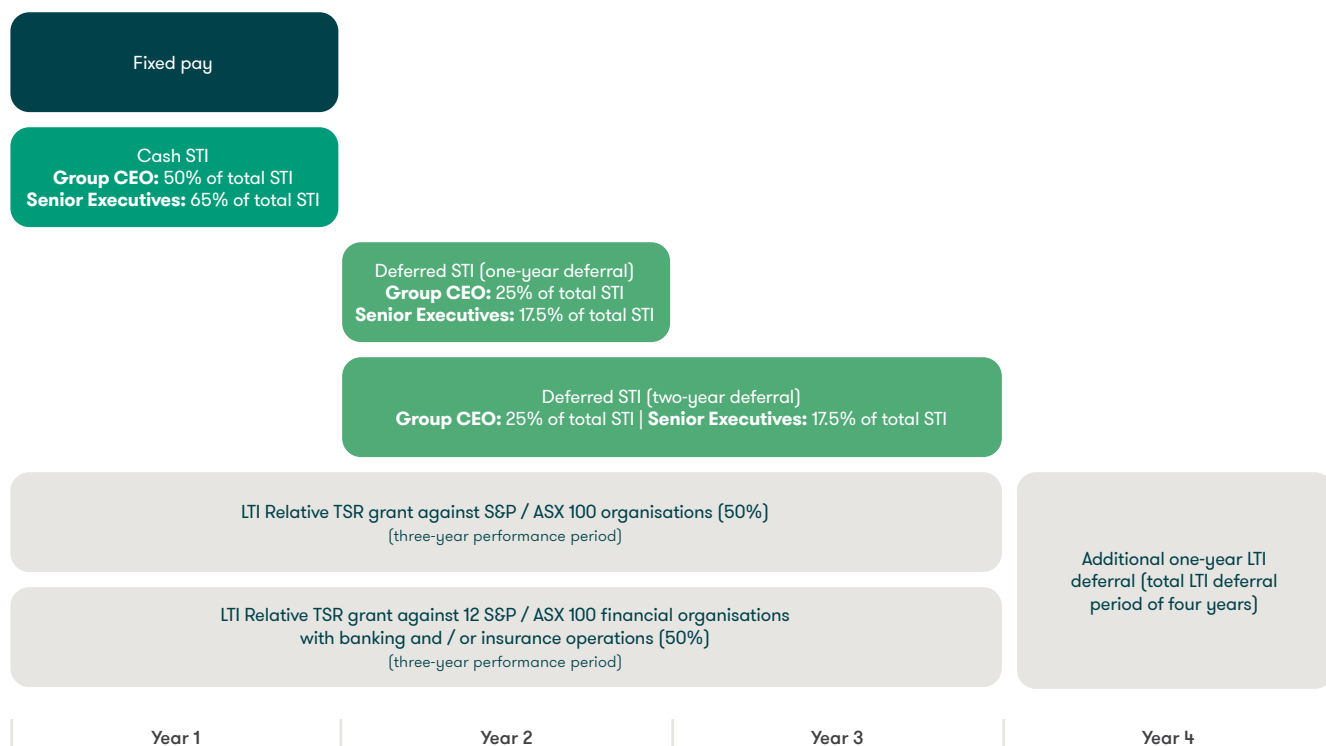 Fixed pay
Cash STI
Group CEO: 50% of total STI
Senior Executives: 65% of total STI
Deferred STI (one-year deferral)
Group CEO: 25% of total STI
Senior Executives: 17.5% of total STI
Deferred STI (two-year deferral)
Group CEO: 25% of total STI | Senior Executives: 17.5% of total STI
LTI Relative TSR grant against S&P / ASX 100 organisations (50%)
(three-year performance period)
LTI Relative TSR grant against 12 S&P / ASX 100 financial organisations
with banking and / or insurance operations (50%)
(three-year performance period)
Additional one-year LTI
deferral (total LTI deferral
period of four years)
Year 1
Year 2
Year 3
Year 4